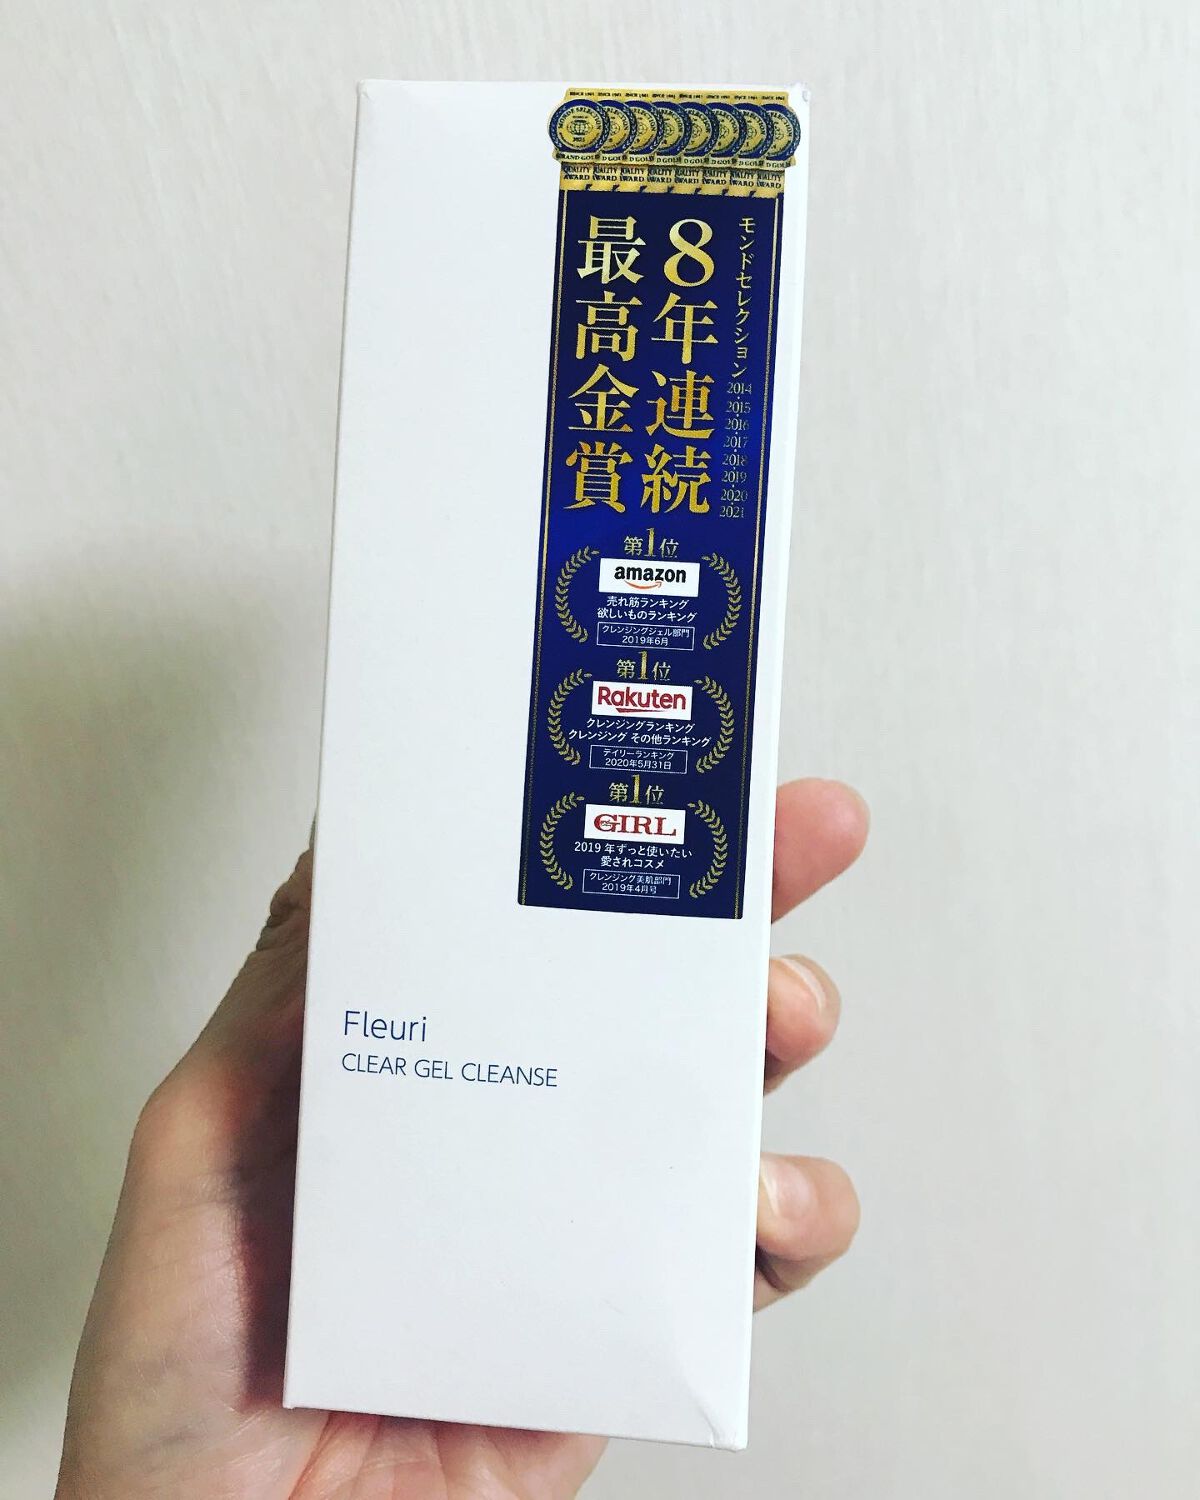 モンドセレクション
2014・2015・2016・2017・2018・2019・2020・2021
8年連続
最高金賞
第1位
amazon
売れ筋ランキング
欲しいものランキング
クレンジングジェル部門
2019年6月
第1位
Rakuten
クレンジングランキング
クレンジング その他ランキング
デイリーランキング
2020年5月31日
第1位
GIRL
2019年ずっと使いたい
愛されコスメ
クレンジング美肌部門
2019年4月号
Fleuri
CLEAR GEL CLEANSE